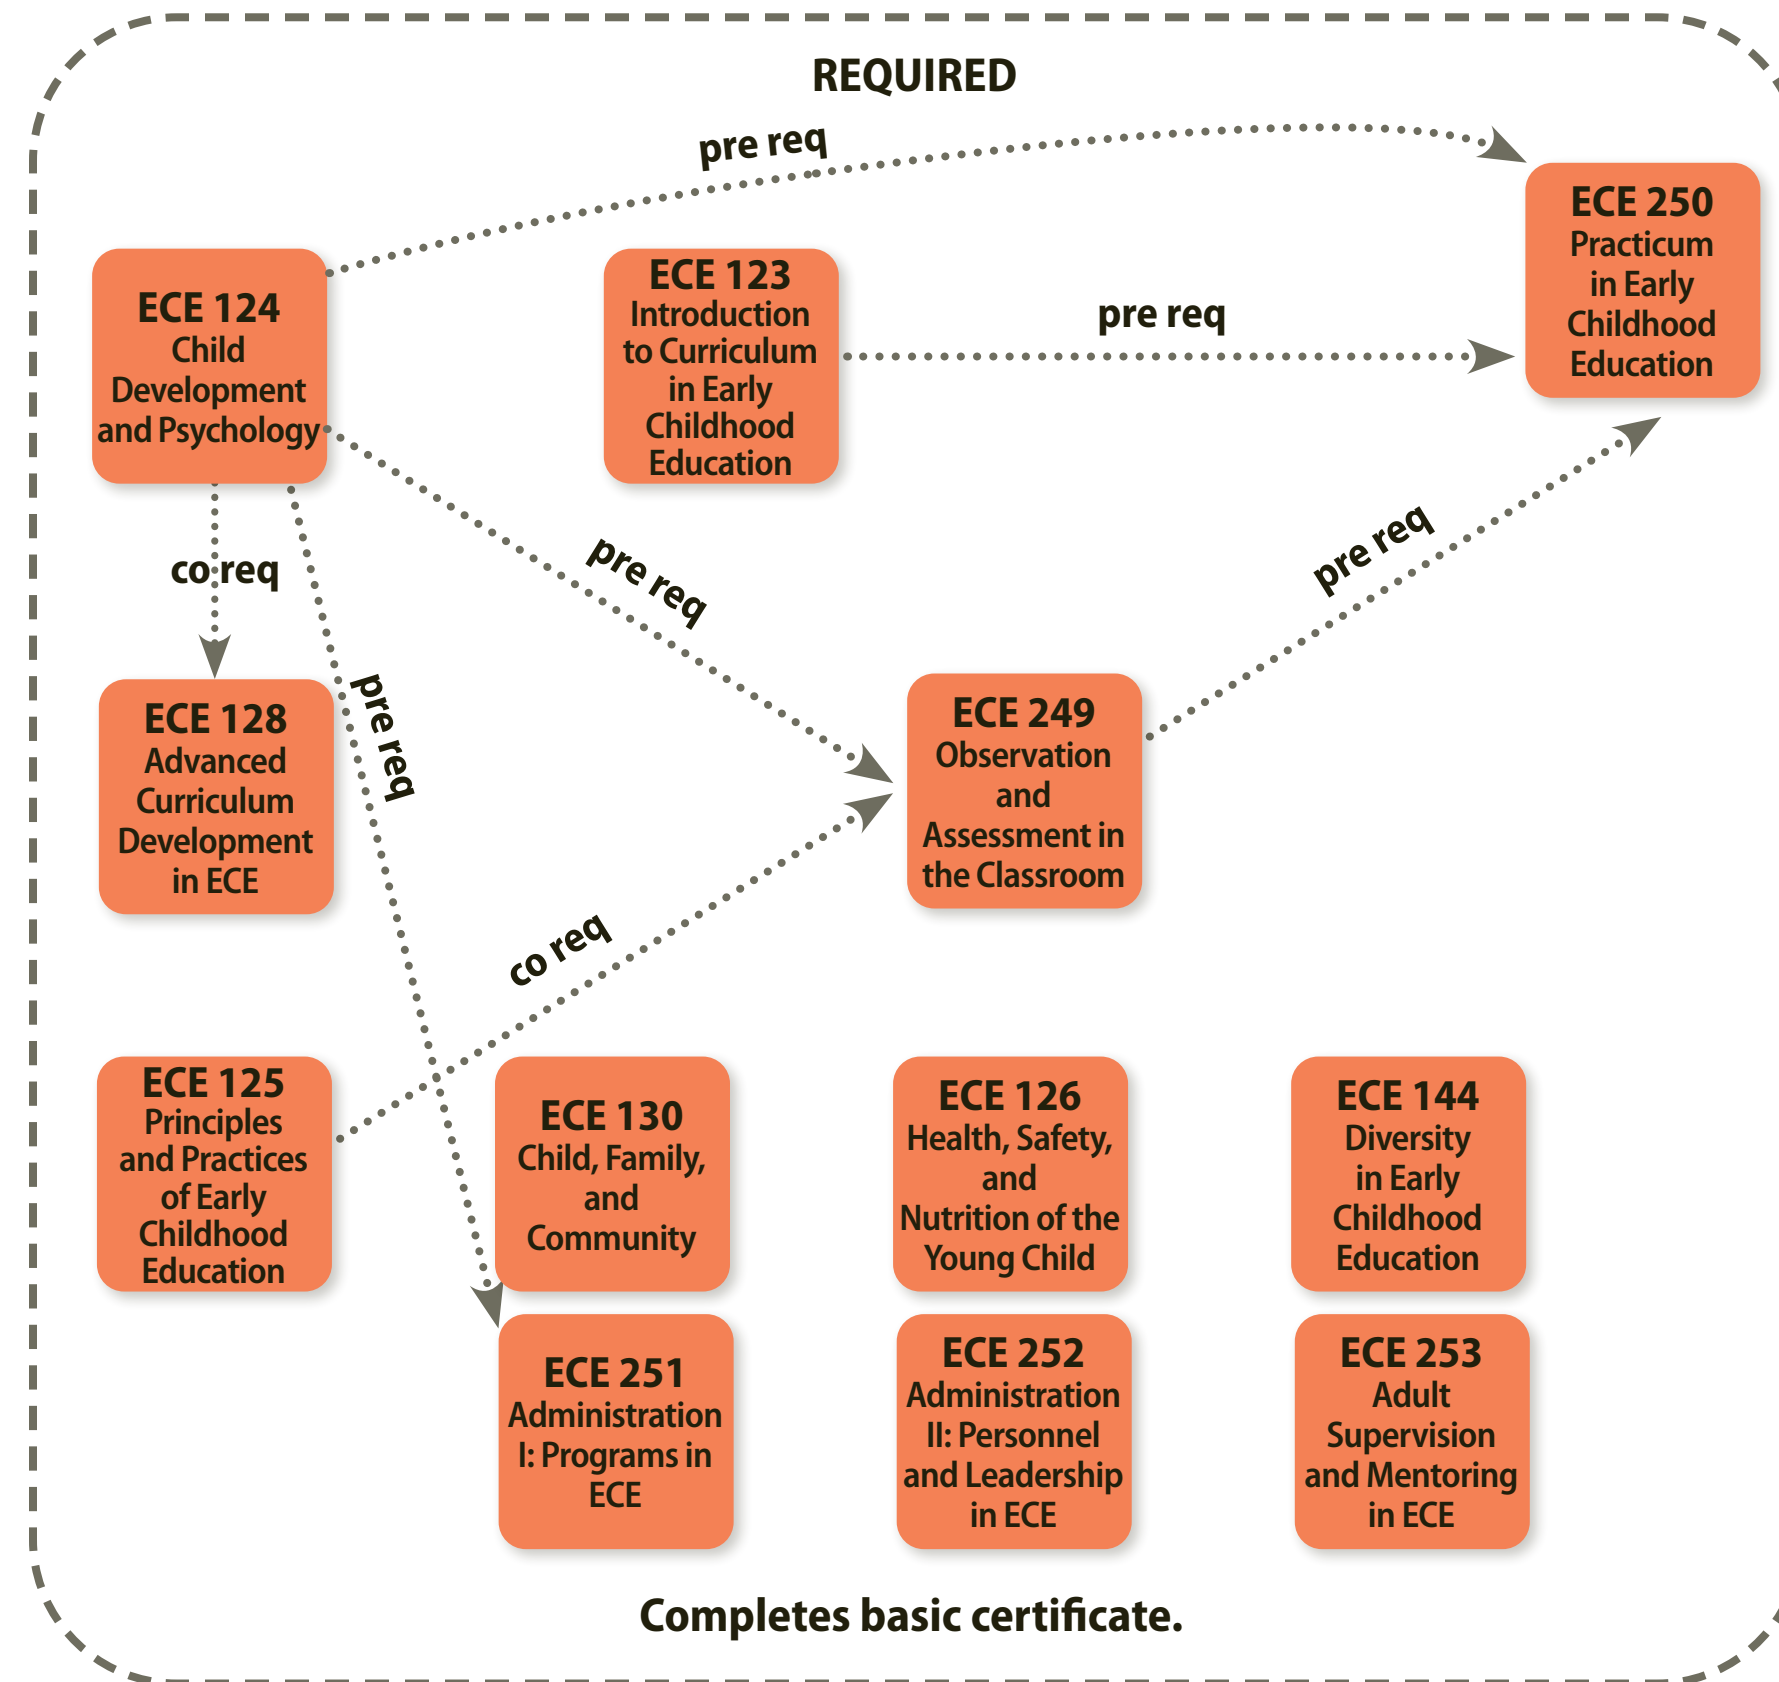 REQUIRED
pre req
ECE 250
Practicum
in Early
Childhood
Education
ECE 124
Child
Development
and Psychology
ECE 123
Introduction
to Curriculum
in Early
Childhood
Education
pre req
co req
pre req
pre req
pre req
ECE 128
Advanced
Curriculum
Development
in ECE
ECE 249
Observation
and
Assessment in
the Classroom
co req
ECE 125
Principles
and Practices
of Early
Childhood
Education
ECE 130
Child, Family,
and
Community
ECE 126
Health, Safety,
and
Nutrition of the
Young Child
ECE 144
Diversity
in Early
Childhood
Education
ECE 251
Administration
I: Programs in
ECE
ECE 252
Administration
II: Personnel
and Leadership
in ECE
ECE 253
Adult
Supervision
and Mentoring
in ECE
Completes basic certificate.